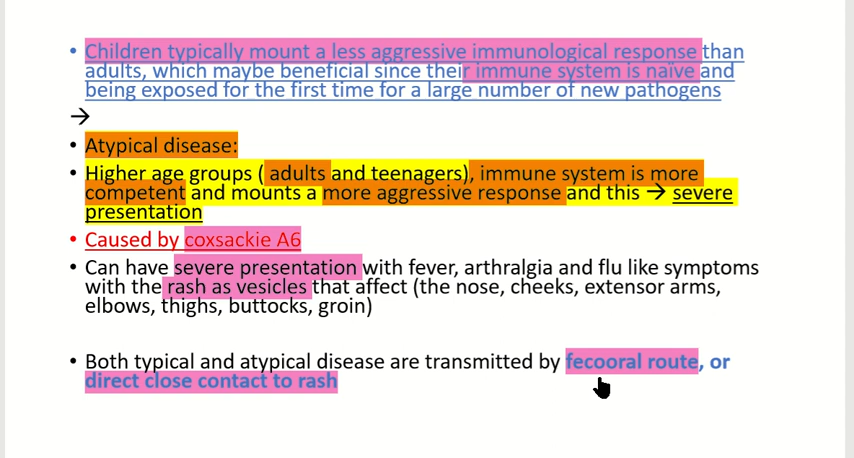 • Children typically mount a less aggressive immunological response than
adults, which maybe beneficial since their immune system is naïve and
being exposed for the first time for a large number of new pathogens
→
• Atypical disease:
• Higher age groups ( adults and teenagers), immune system is more
competent and mounts a more aggressive response and this → severe
presentation
• Caused by coxsackie A6
• Can have severe presentation with fever, arthralgia and flu like symptoms
with the rash as vesicles that affect (the nose, cheeks, extensor arms,
elbows, thighs, buttocks, groin)
• Both typical and atypical disease are transmitted by fecooral route, or
direct close contact to rash